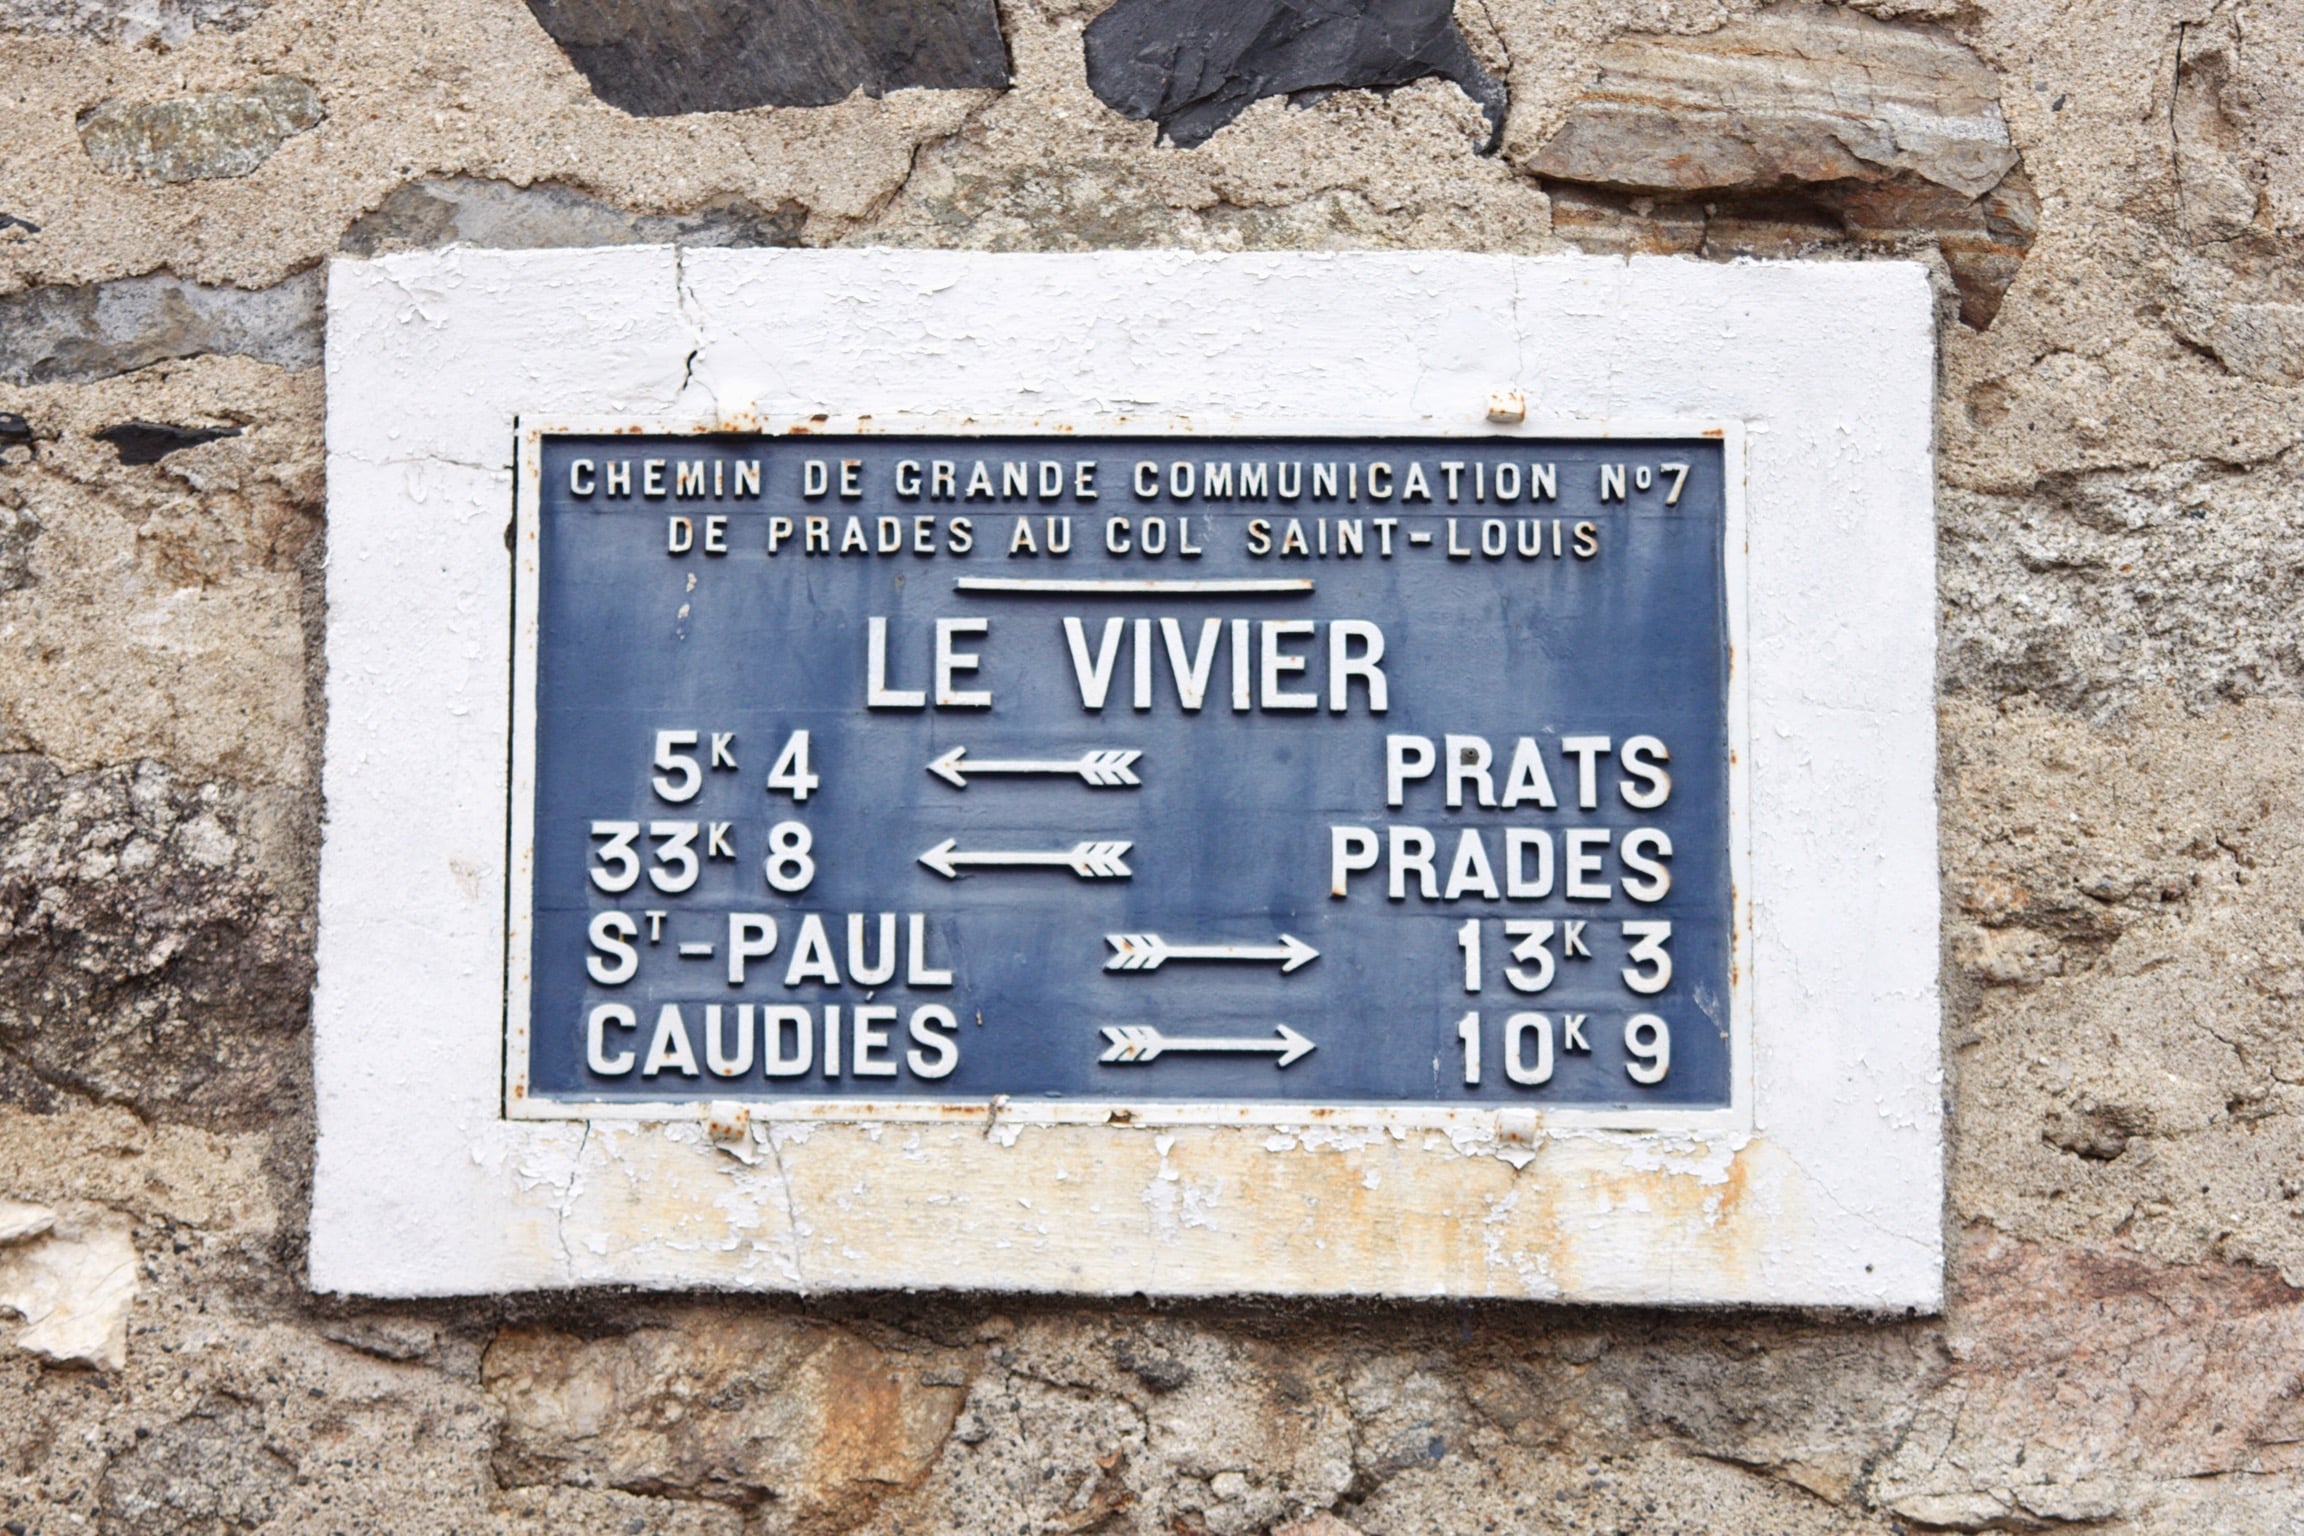 CHEMIN DE GRANDE COMMUNICATION Nº7
DE PRADES AU COL SAINT-LOUIS
LE VIVIER
5K 4 PRATS
33K 8 PRADES
ST-PAUL 13K 3
CAUDIÉS 10K 9